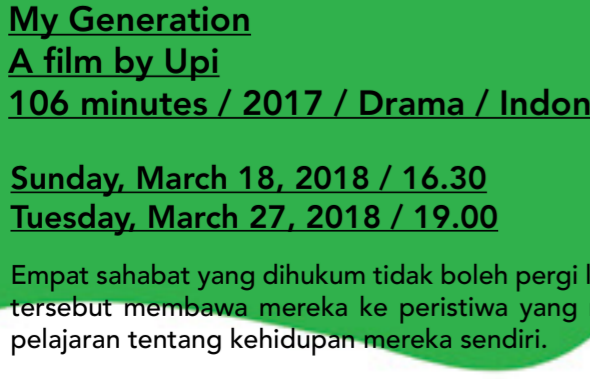 My Generation
A film by Upi
106 minutes / 2017 / Drama / Indon
Sunday, March 18, 2018 / 16.30
Tuesday, March 27, 2018 / 19.00
Empat sahabat yang dihukum tidak boleh pergi
tersebut membawa mereka ke peristiwa yang
pelajaran tentang kehidupan mereka sendiri.